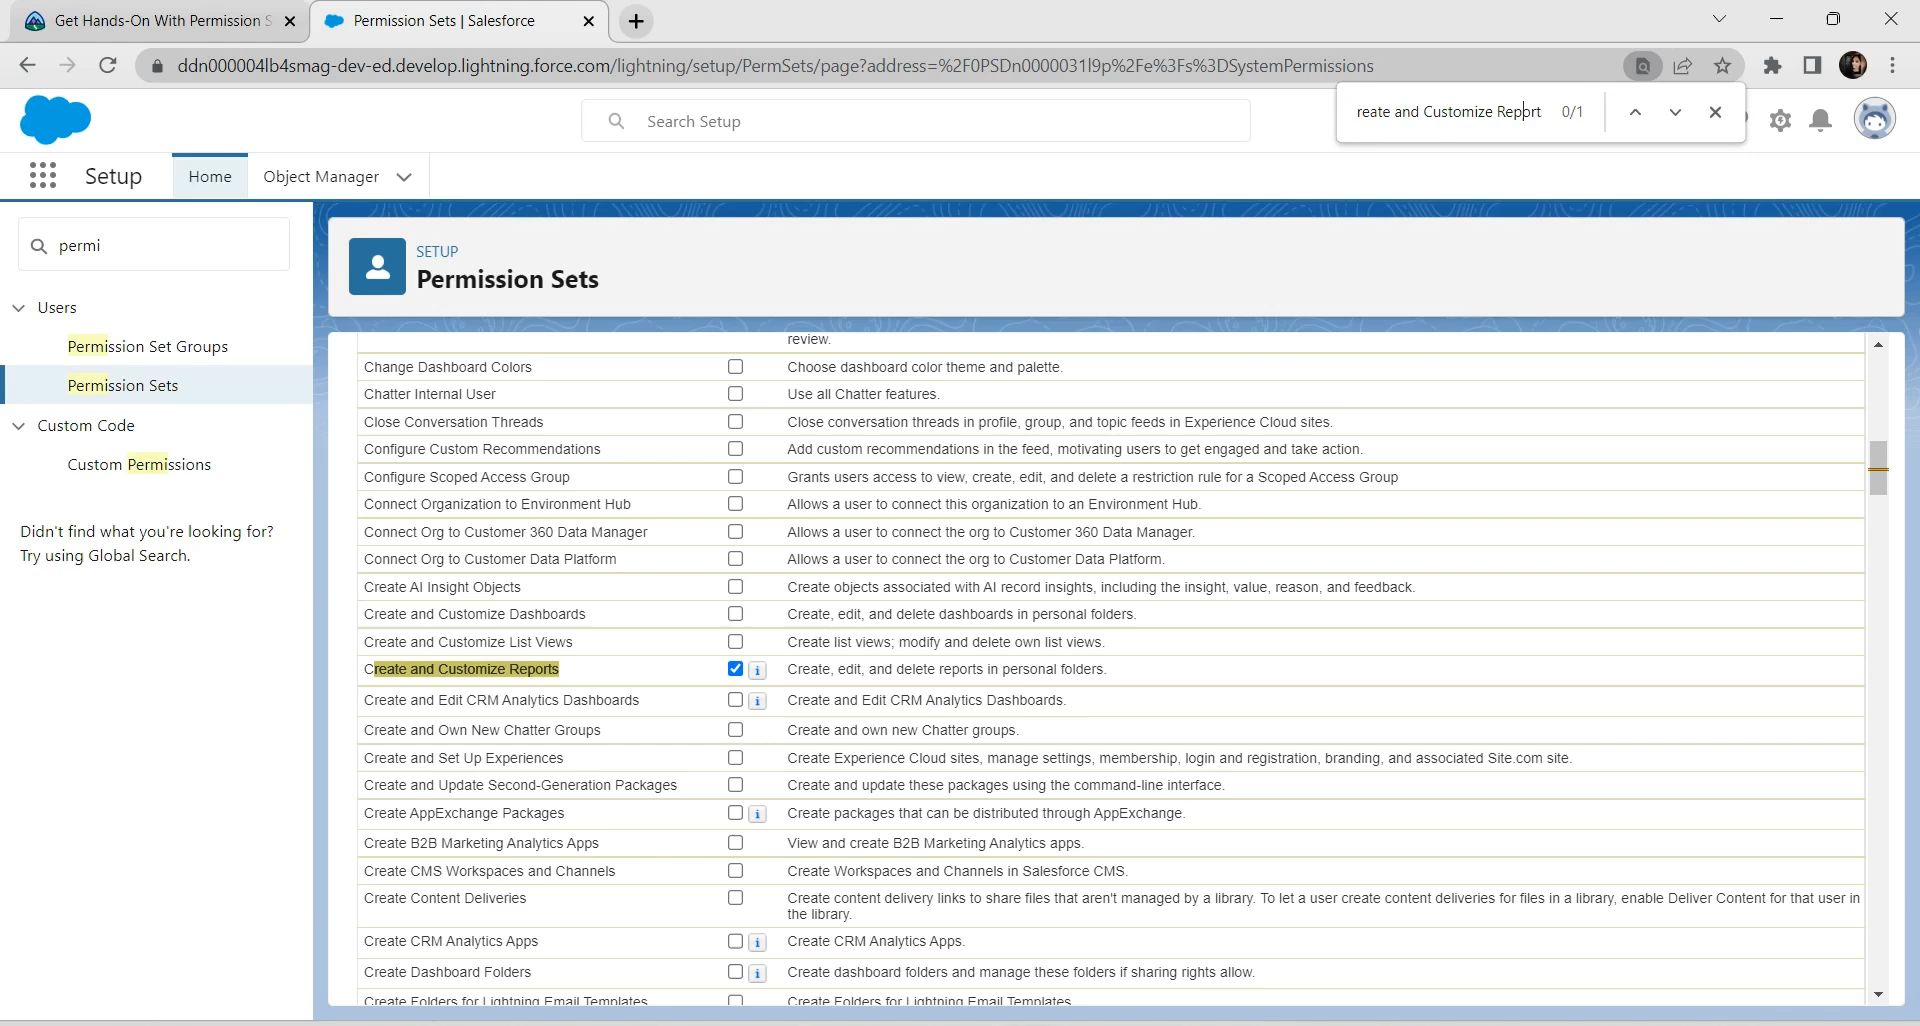 Get Hands-On With Permission S
Permission Sets | Salesforce
ddn000004lb4smag-dev-ed.develop.lightning.force.com/lightning/setup/PermSets/page?address=%2F0PSDn0000031l9p%2Fe%3Fs%3DSystemPermissions
reate and Customize Report 0/1
Search Setup
Setup
Home
Object Manager
permi
Users
Permission Set Groups
Permission Sets
Custom Code
Custom Permissions
Didn't find what you're looking for?
Try using Global Search.
SETUP
Permission Sets
review.
Change Dashboard Colors Choose dashboard color theme and palette.
Chatter Internal User Use all Chatter features.
Close Conversation Threads Close conversation threads in profile, group, and topic feeds in Experience Cloud sites.
Configure Custom Recommendations Add custom recommendations in the feed, motivating users to get engaged and take action.
Configure Scoped Access Group Grants users access to view, create, edit, and delete a restriction rule for a Scoped Access Group
Connect Organization to Environment Hub Allows a user to connect this organization to an Environment Hub.
Connect Org to Customer 360 Data Manager Allows a user to connect the org to Customer 360 Data Manager.
Connect Org to Customer Data Platform Allows a user to connect the org to Customer Data Platform.
Create AI Insight Objects Create objects associated with AI record insights, including the insight, value, reason, and feedback.
Create and Customize Dashboards Create, edit, and delete dashboards in personal folders.
Create and Customize List Views Create list views; modify and delete own list views.
Create and Customize Reports i Create, edit, and delete reports in personal folders.
Create and Edit CRM Analytics Dashboards i Create and Edit CRM Analytics Dashboards.
Create and Own New Chatter Groups Create and own new Chatter groups.
Create and Set Up Experiences Create Experience Cloud sites, manage settings, membership, login and registration, branding, and associated Site.com site.
Create and Update Second-Generation Packages Create and update these packages using the command-line interface.
Create AppExchange Packages i Create packages that can be distributed through AppExchange.
Create B2B Marketing Analytics Apps View and create B2B Marketing Analytics apps.
Create CMS Workspaces and Channels Create Workspaces and Channels in Salesforce CMS.
Create Content Deliveries Create content delivery links to share files that aren't managed by a library. To let a user create content deliveries for files in a library, enable Deliver Content for that user in
the library.
Create CRM Analytics Apps i Create CRM Analytics Apps.
Create Dashboard Folders i Create dashboard folders and manage these folders if sharing rights allow.
Create Folders for Lightning Email Templates Create Folders for Lightning Email Templates